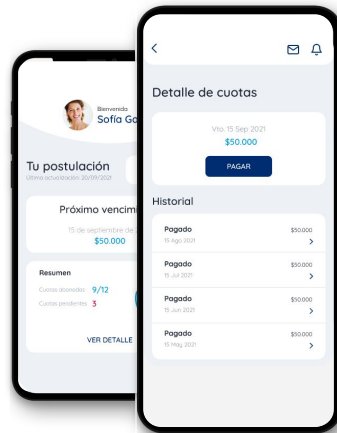 Bienvenida
Sofía Go
Tu postulación
Última actualización: 20/09/2021
Próximo vencimi
15 de septiembre de 2
$50.000
Resumen
Cuotas abonadas 9/12
Cuotas pendientes 3
VER DETALLE
Detalle de cuotas
Vto. 15 Sep 2021
$50.000
PAGAR
Historial
Pagado $50.000
15 Ago 2021
Pagado $50.000
15 Jul 2021
Pagado $50.000
15 Jun 2021
Pagado $50.000
15 May 2021